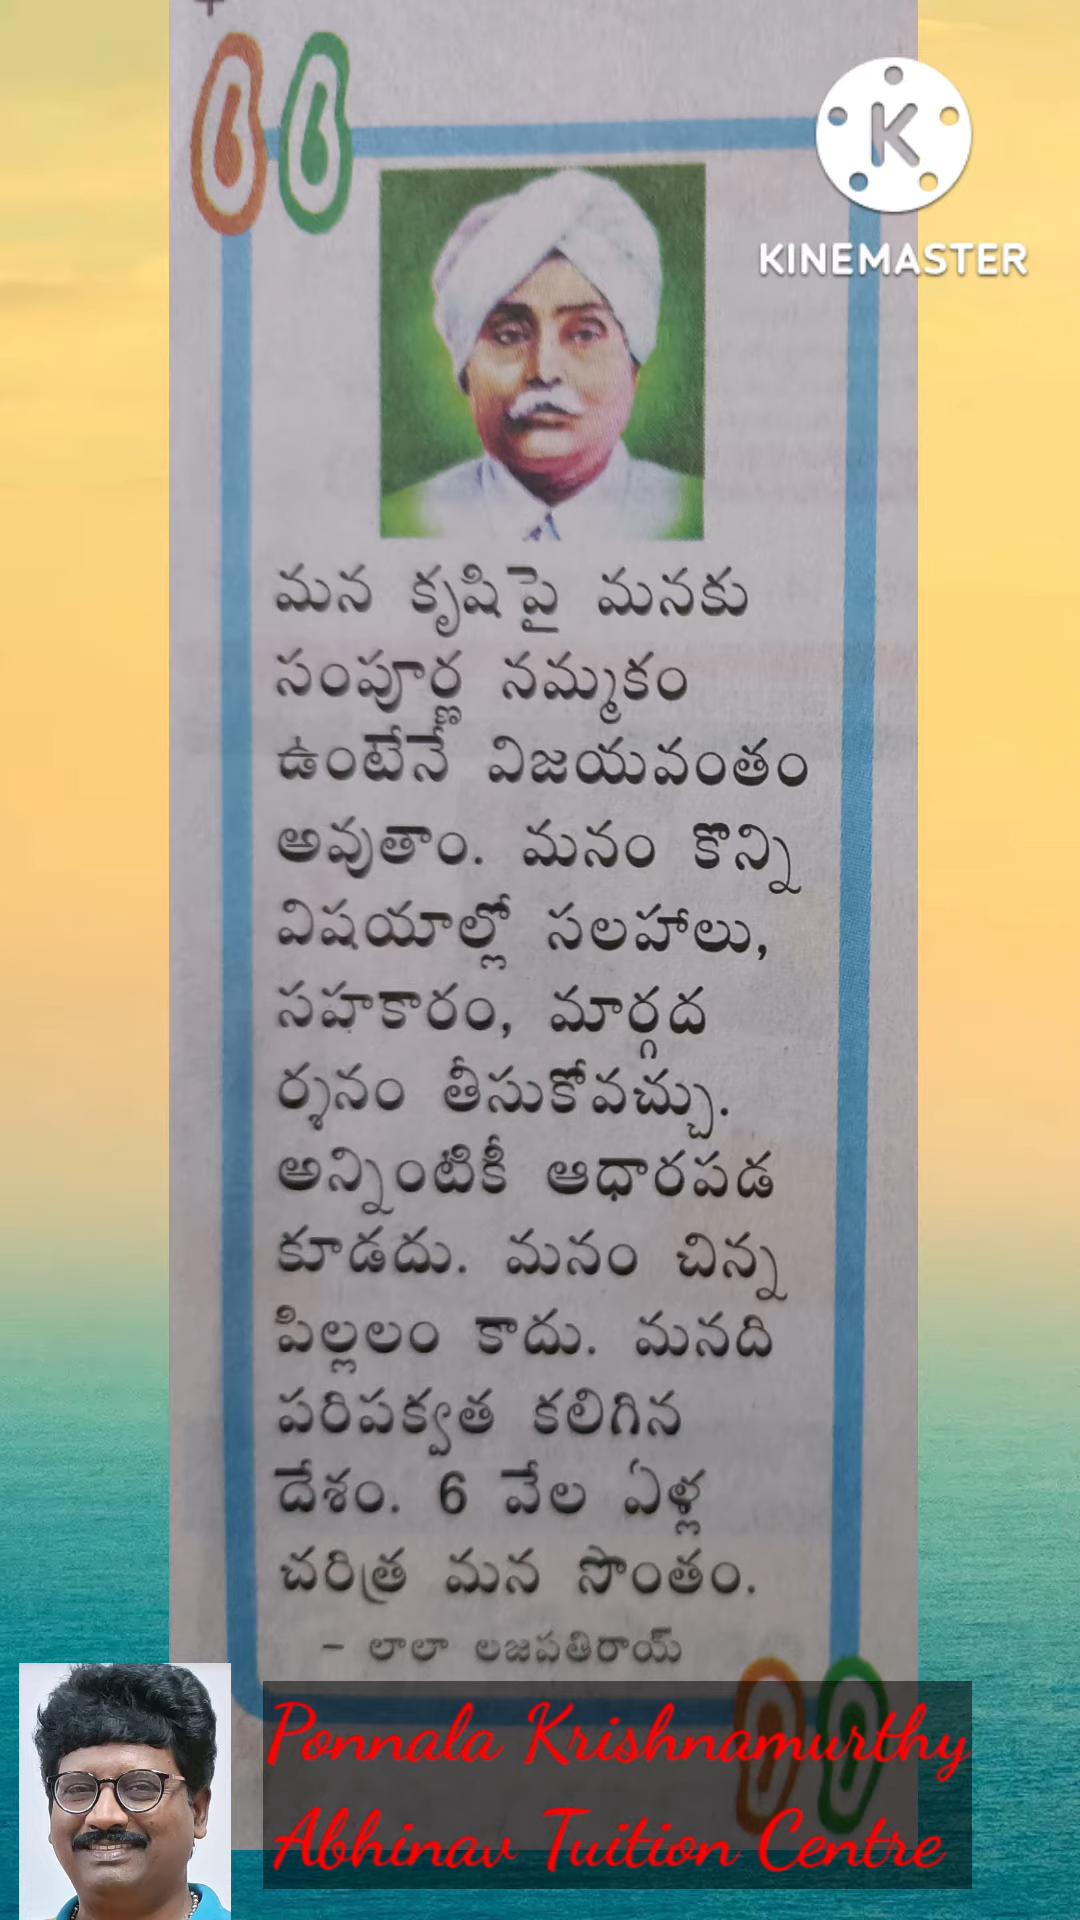 KINEMASTER
మన కృషిపై మనకు
సంపూర్ణ నమ్మకం
ఉంటేనే విజయవంతం
అవుతాం. మనం కొన్ని
విషయాల్లో సలహాలు,
సహకారం, మార్గద
ర్శనం తీసుకోవచ్చు.
అన్నింటికీ ఆధారపడ
కూడదు. మనం చిన్న
పిల్లలం కాదు. మనది
పరిపక్వత కలిగిన
దేశం. 6 వేల ఏళ్ల
చరిత్ర మన సొంతం.
– లాలా లజపతిరాయ్
Ponnala Krishnamurthy
Abhinav Tuition Centre